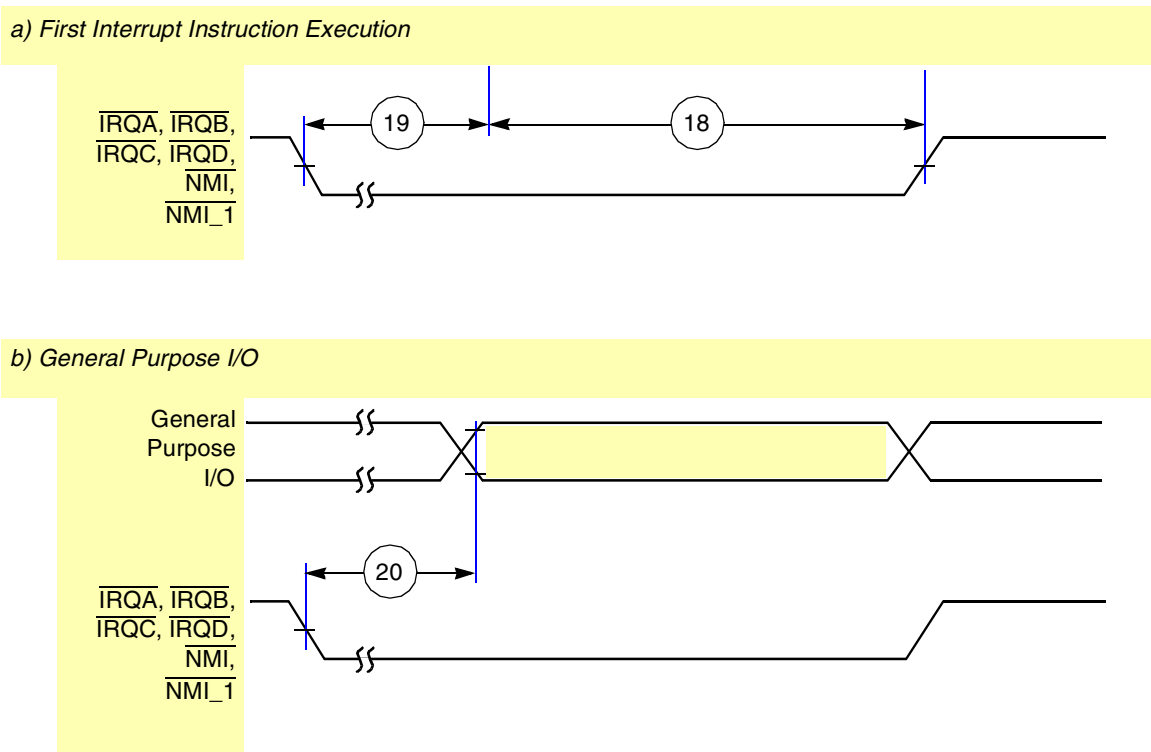 a) First Interrupt Instruction Execution
19
18
IRQA, IRQB,
IRQC, IRQD,
NMI,
NMI_1
b) General Purpose I/O
General
Purpose
I/O
20
IRQA, IRQB,
IRQC, IRQD,
NMI,
NMI_1